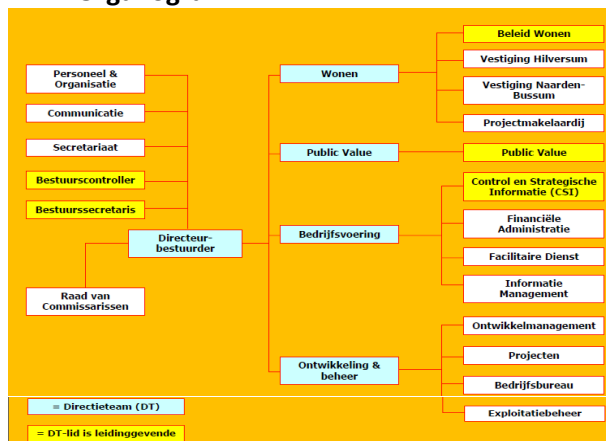 Personeel &
Organisatie
Communicatie
Secretariaat
Bestuurscontroller
Bestuurssecretaris
Directeur-
bestuurder
Raad van
Commissarissen
Wonen
Public Value
Bedrijfsvoering
Ontwikkeling &
beheer
Beleid Wonen
Vestiging Hilversum
Vestiging Naarden-
Bussum
Projectmakelaardij
Public Value
Control en Strategische
Informatie (CSI)
Financiële
Administratie
Facilitaire Dienst
Informatie
Management
Ontwikkelmanagement
Projecten
Bedrijfsbureau
Exploitatiebeheer
= Directieteam (DT)
= DT-lid is leidinggevende